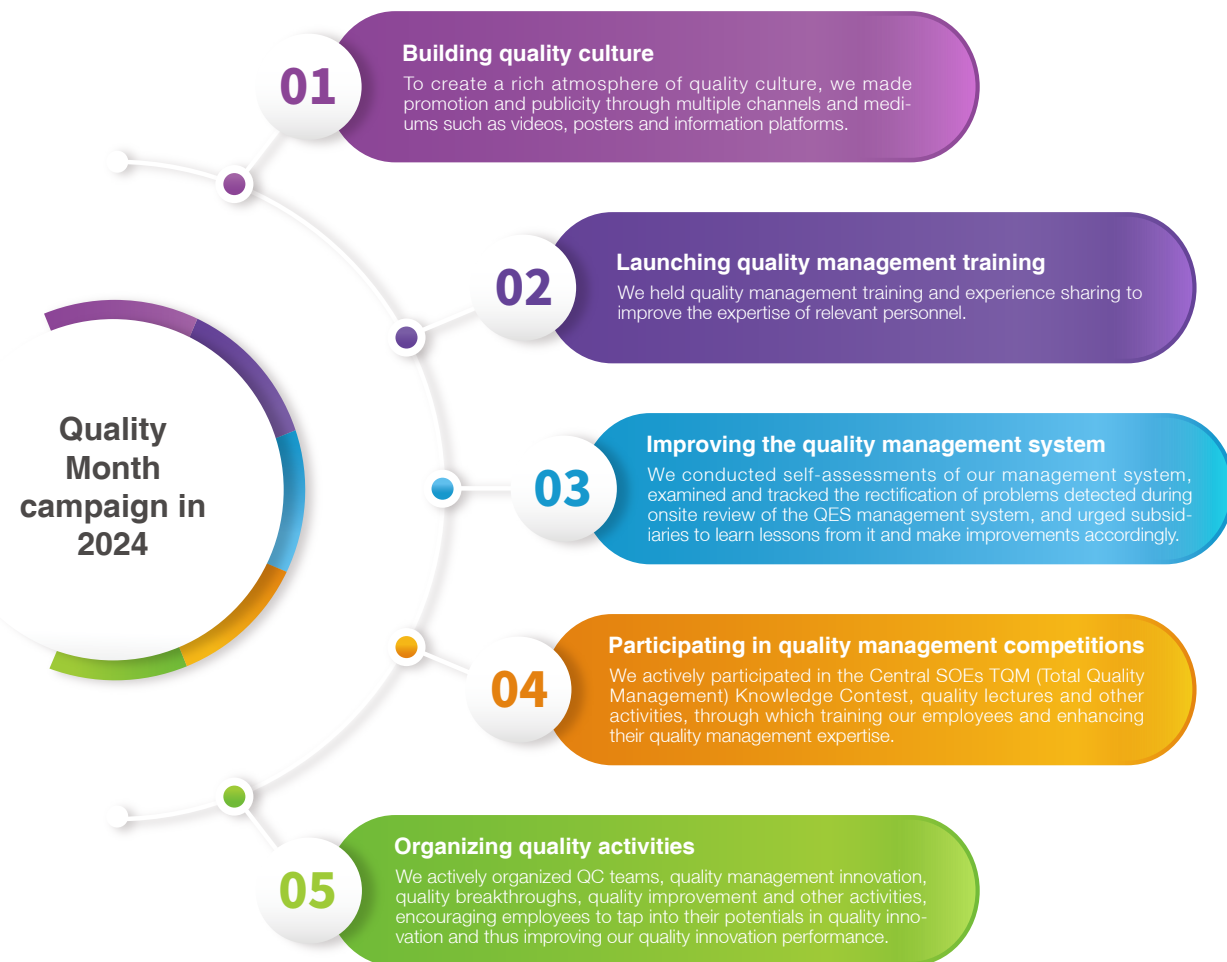 01
Building quality culture
To create a rich atmosphere of quality culture, we made
promotion and publicity through multiple channels and medi-
ums such as videos, posters and information platforms.
02
Launching quality management training
We held quality management training and experience sharing to
improve the expertise of relevant personnel.
Quality
Month
campaign in
2024
03
Improving the quality management system
We conducted self-assessments of our management system,
examined and tracked the rectification of problems detected during
onsite review of the QES management system, and urged subsid-
iaries to learn lessons from it and make improvements accordingly.
04
Participating in quality management competitions
We actively participated in the Central SOEs TQM (Total Quality
Management) Knowledge Contest, quality lectures and other
activities, through which training our employees and enhancing
their quality management expertise.
05
Organizing quality activities
We actively organized QC teams, quality management innovation,
quality breakthroughs, quality improvement and other activities,
encouraging employees to tap into their potentials in quality inno-
vation and thus improving our quality innovation performance.